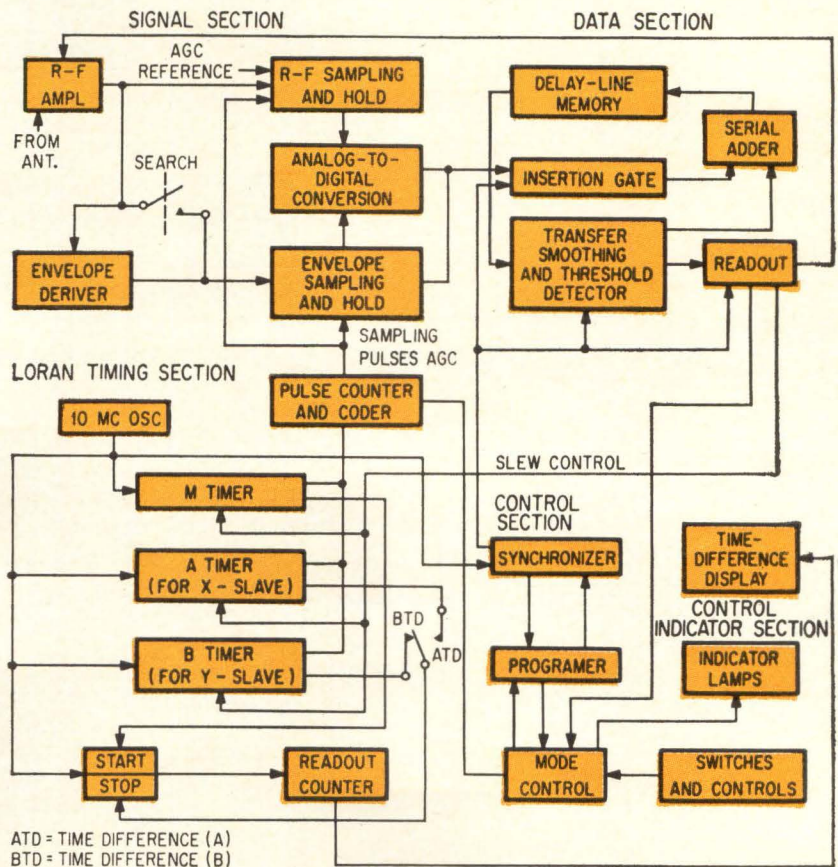 SIGNAL SECTION
DATA SECTION
R-F
AMPL
AGC
REFERENCE
R-F SAMPLING
AND HOLD
DELAY-LINE
MEMORY
SERIAL
ADDER
FROM
ANT.
SEARCH
ANALOG-TO-
DIGITAL
CONVERSION
INSERTION GATE
ENVELOPE
DERIVER
ENVELOPE
SAMPLING
AND HOLD
TRANSFER
SMOOTHING
AND THRESHOLD
DETECTOR
READOUT
SAMPLING
PULSES AGC
LORAN TIMING SECTION
PULSE COUNTER
AND CODER
10 MC OSC
SLEW CONTROL
M TIMER
CONTROL
SECTION
SYNCHRONIZER
TIME-
DIFFERENCE
DISPLAY
A TIMER
(FOR X-SLAVE)
BTD
ATD
CONTROL
INDICATOR SECTION
B TIMER
(FOR Y-SLAVE)
PROGRAMER
INDICATOR
LAMPS
START
STOP
READOUT
COUNTER
MODE
CONTROL
SWITCHES
AND CONTROLS
ATD = TIME DIFFERENCE (A)
BTD = TIME DIFFERENCE (B)